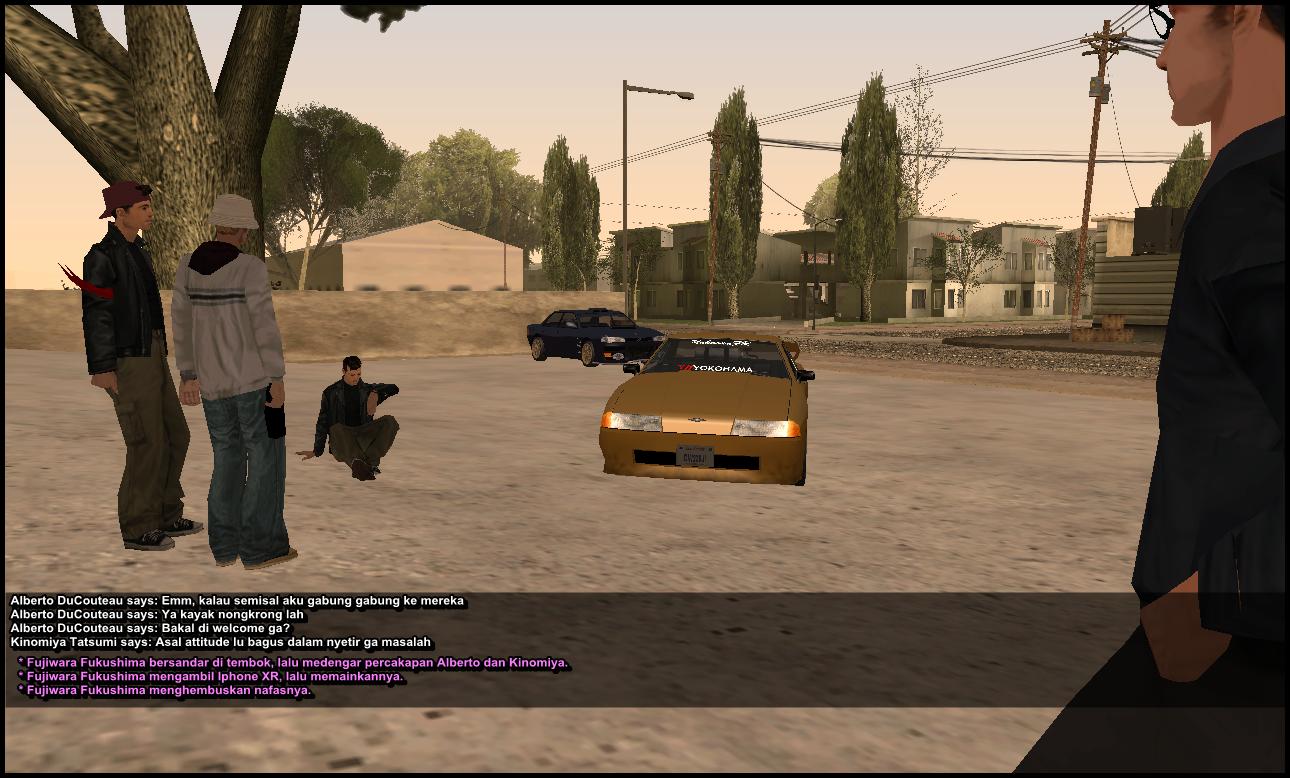 YOKOHAMA
Alberto DuCouteau says: Emm, kalau semisal aku gabung gabung ke mereka
Alberto DuCouteau says: Ya kayak nongkrong lah
Alberto DuCouteau says: Bakal di welcome ga?
Kinomiya Tatsumi says: Asal attitude lu bagus dalam nyetir ga masalah
* Fujiwara Fukushima bersandar di tembok, lalu medengar percakapan Alberto dan Kinomiya.
* Fujiwara Fukushima mengambil Iphone XR, lalu memainkannya.
* Fujiwara Fukushima menghembuskan nafasnya.